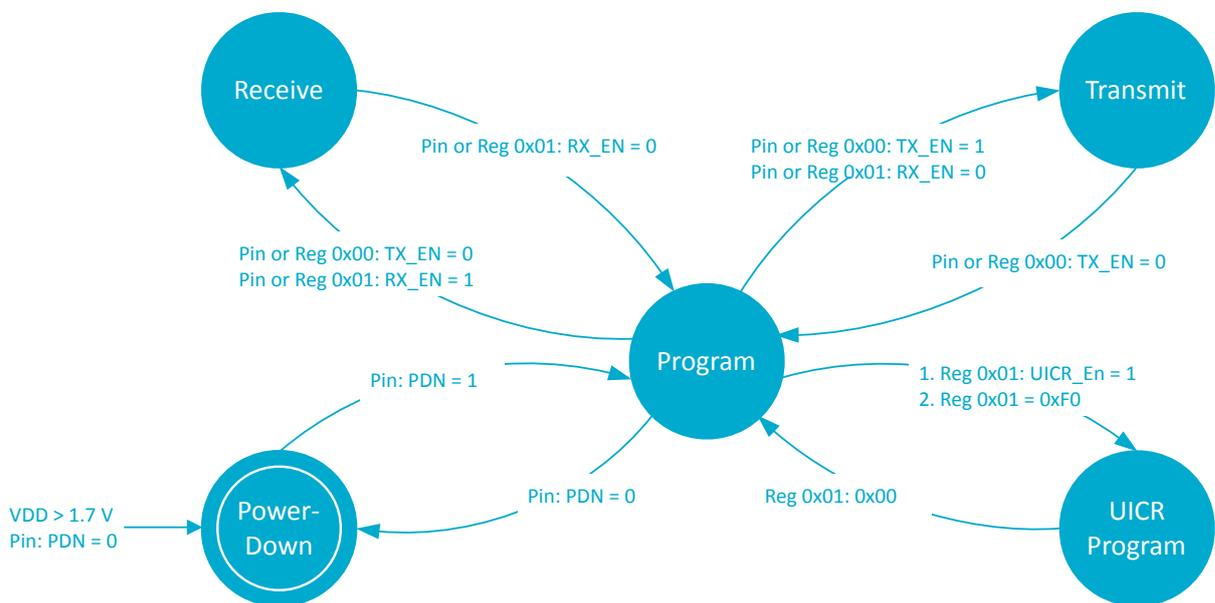 Receive
Transmit
Pin or Reg 0x01: RX_EN = 0
Pin or Reg 0x00: TX_EN = 1
Pin or Reg 0x01: RX_EN = 0
Pin or Reg 0x00: TX_EN = 0
Pin or Reg 0x01: RX_EN = 1
Pin or Reg 0x00: TX_EN = 0
Program
Pin: PDN = 1
1. Reg 0x01: UICR_En = 1
2. Reg 0x01 = 0xF0
Pin: PDN = 0
Reg 0x01: 0x00
VDD > 1.7 V
Pin: PDN = 0
Power-
Down
UICR
Program